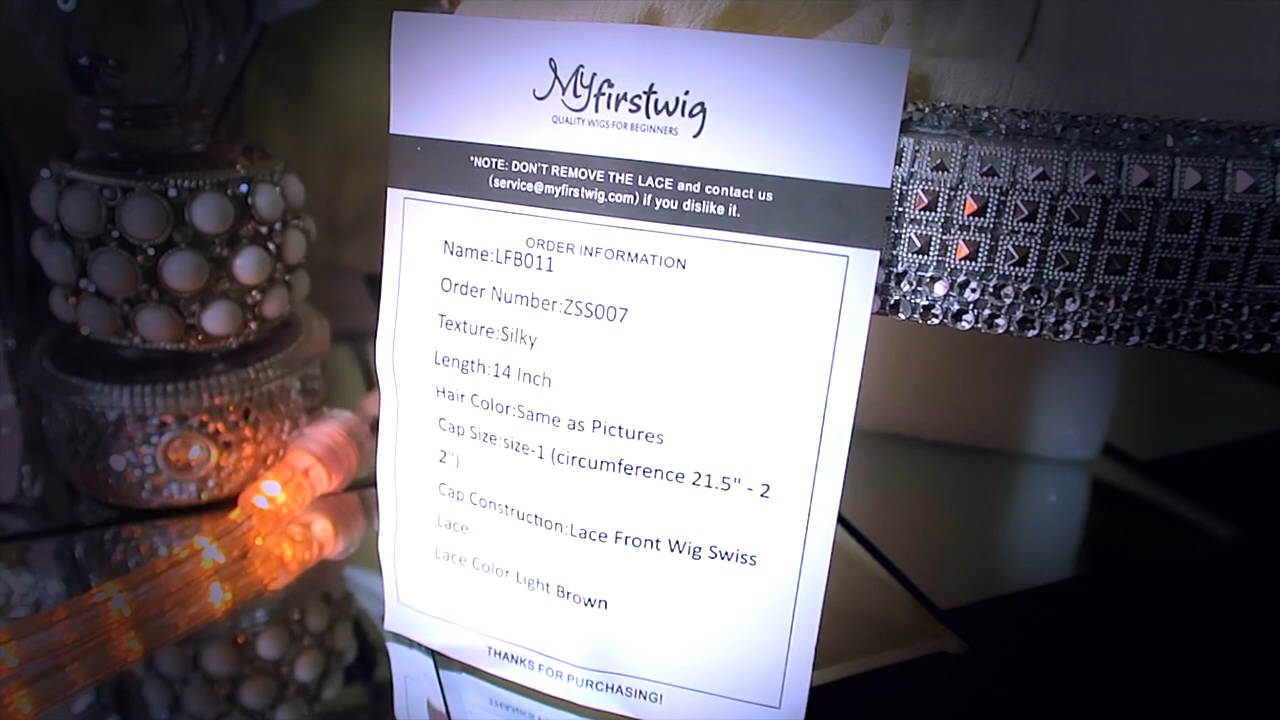 Myfirstwig
QUALITY WIGS FOR BEGINNERS
*NOTE: DON'T REMOVE THE LACE and contact us
(service@myfirstwig.com) if you dislike it.
ORDER INFORMATION
Name:LFB011
Order Number:ZSS007
Texture:Silky
Length:14 Inch
Hair Color:Same as Pictures
Cap Size:size-1 (circumference 21.5" - 2
2")
Cap Construction:Lace Front Wig Swiss
Lace
Lace Color:Light Brown
THANKS FOR PURCHASING!